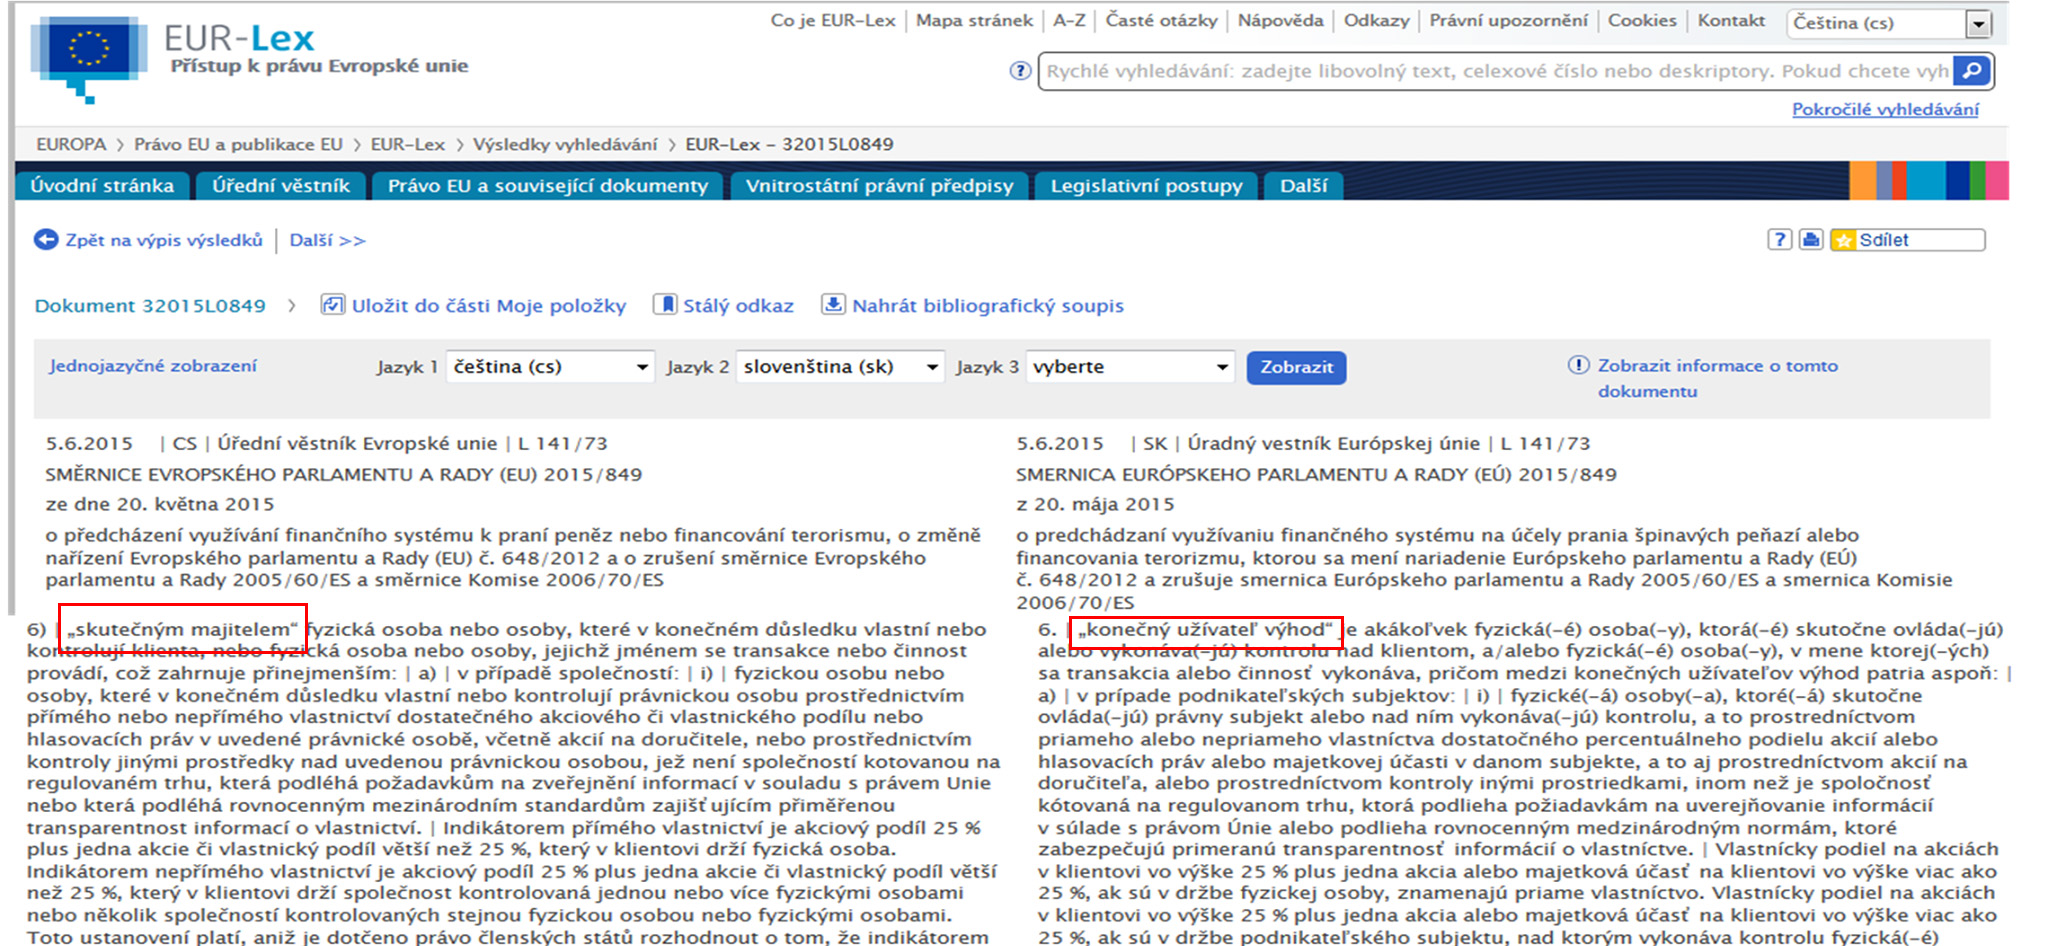 Co je EUR-Lex | Mapa stránek | A-Z | Časté otázky | Nápověda | Odkazy | Právní upozornění | Cookies | Kontakt
Čeština (cs)
EUR-Lex
Přístup k právu Evropské unie
Rychlé vyhledávání: zadejte libovolný text, celexové číslo nebo deskriptory. Pokud chcete vyh
Pokročilé vyhledávání
EUROPA > Právo EU a publikace EU > EUR-Lex > Výsledky vyhledávání > EUR-Lex - 32015L0849
Úvodní stránka Úřední věstník Právo EU a související dokumenty Vnitrostátní právní předpisy Legislativní postupy Další
Zpět na výpis výsledků | Další >>
? Sdílet
Dokument 32015L0849 > Uložit do části Moje položky Stálý odkaz Nahrát bibliografický soupis
Jednojazyčné zobrazení Jazyk 1 čeština (cs) Jazyk 2 slovenština (sk) Jazyk 3 vyberte Zobrazit
Zobrazit informace o tomto
dokumentu
5.6.2015 | CS | Úřední věstník Evropské unie | L 141/73
SMĚRNICE EVROPSKÉHO PARLAMENTU A RADY (EU) 2015/849
ze dne 20. května 2015
o předcházení využívání finančního systému k praní peněz nebo financování terorismu, o změně
nařízení Evropského parlamentu a Rady (EU) č. 648/2012 a o zrušení směrnice Evropského
parlamentu a Rady 2005/60/ES a směrnice Komise 2006/70/ES
6) | „skutečným majitelem“ fyzická osoba nebo osoby, které v konečném důsledku vlastní nebo
kontrolují klienta, nebo fyzická osoba nebo osoby, jejichž jménem se transakce nebo činnost
provádí, což zahrnuje přinejmenším: | a) | v případě společností: | i) | fyzickou osobu nebo
osoby, které v konečném důsledku vlastní nebo kontrolují právnickou osobu prostřednictvím
přímého nebo nepřímého vlastnictví dostatečného akciového či vlastnického podílu nebo
hlasovacích práv v uvedené právnické osobě, včetně akcií na doručitele, nebo prostřednictvím
kontroly jinými prostředky nad uvedenou právnickou osobou, jež není společností kotovanou na
regulovaném trhu, která podléhá požadavkům na zveřejnění informací v souladu s právem Unie
nebo která podléhá rovnocenným mezinárodním standardům zajišťujícím přiměřenou
transparentnost informací o vlastnictví. | Indikátorem přímého vlastnictví je akciový podíl 25 %
plus jedna akcie či vlastnický podíl větší než 25 %, který v klientovi drží fyzická osoba.
Indikátorem nepřímého vlastnictví je akciový podíl 25 % plus jedna akcie či vlastnický podíl větší
než 25 %, který v klientovi drží společnost kontrolovaná jednou nebo více fyzickými osobami
nebo několik společností kontrolovaných stejnou fyzickou osobou nebo fyzickými osobami.
Toto ustanovení platí, aniž je dotčeno právo členských států rozhodnout o tom, že indikátorem
5.6.2015 | SK | Úradný vestník Európskej únie | L 141/73
SMERNICA EURÓPSKEHO PARLAMENTU A RADY (EÚ) 2015/849
z 20. mája 2015
o predchádzaní využívaniu finančného systému na účely prania špinavých peňazí alebo
financovania terorizmu, ktorou sa mení nariadenie Európskeho parlamentu a Rady (EÚ)
č. 648/2012 a zrušuje smernica Európskeho parlamentu a Rady 2005/60/ES a smernica Komisie
2006/70/ES
6. | „konečný užívateľ výhod“ je akákoľvek fyzická(-é) osoba(-y), ktorá(-é) skutočne ovláda(-jú)
alebo vykonáva(-jú) kontrolu nad klientom, a/alebo fyzická(-é) osoba(-y), v mene ktorej(-ých)
sa transakcia alebo činnosť vykonáva, pričom medzi konečných užívateľov výhod patria aspoň: |
a) | v prípade podnikateľských subjektov: | i) | fyzické(-á) osoby(-a), ktoré(-á) skutočne
ovláda(-jú) právny subjekt alebo nad ním vykonáva(-jú) kontrolu, a to prostredníctvom
priameho alebo nepriameho vlastníctva dostatočného percentuálneho podielu akcií alebo
hlasovacích práv alebo majetkovej účasti v danom subjekte, a to aj prostredníctvom akcií na
doručiteľa, alebo prostredníctvom kontroly inými prostriedkami, inom než je spoločnosť
kótovaná na regulovanom trhu, ktorá podlieha požiadavkám na uverejňovanie informácií
v súlade s právom Únie alebo podlieha rovnocenným medzinárodným normám, ktoré
zabezpečujú primeranú transparentnosť informácií o vlastníctve. | Vlastnícky podiel na akciách
v klientovi vo výške 25 % plus jedna akcia alebo majetková účasť na klientovi vo výške viac ako
25 %, ak sú v držbe fyzickej osoby, znamenajú priame vlastníctvo. Vlastnícky podiel na akciách
v klientovi vo výške 25 % plus jedna akcia alebo majetková účasť na klientovi vo výške viac ako
25 %, ak sú v držbe podnikateľského subjektu, nad ktorým vykonáva kontrolu fyzická(-é)